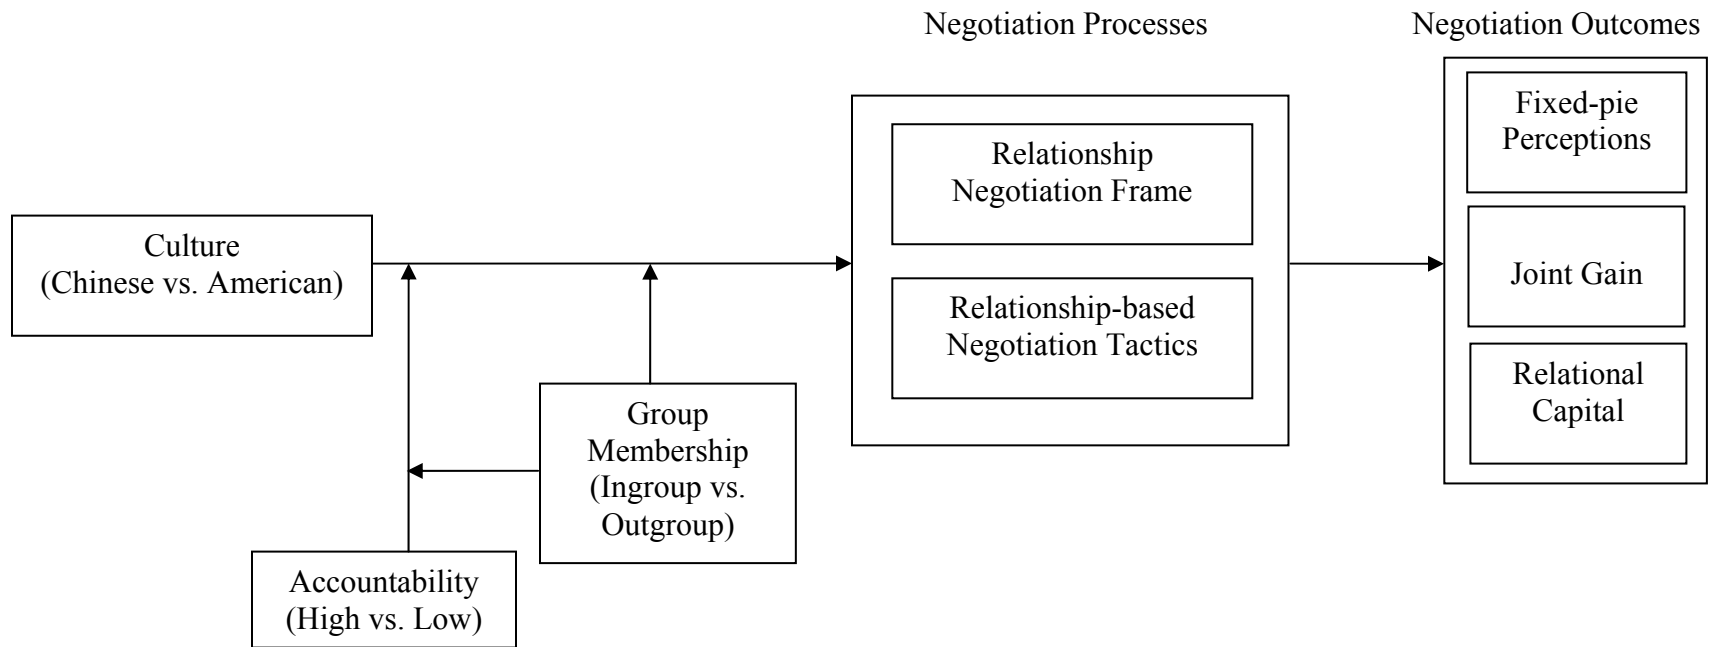 Negotiation Processes
Negotiation Outcomes
Fixed-pie
Perceptions
Relationship
Negotiation Frame
Culture
(Chinese vs. American)
Joint Gain
Relationship-based
Negotiation Tactics
Relational
Capital
Group
Membership
(Ingroup vs.
Outgroup)
Accountability
(High vs. Low)